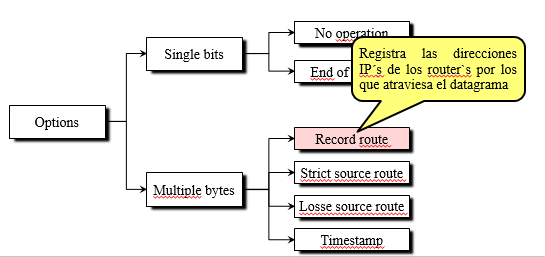 No operation
Registra las direcciones
IP´s de los router`s por los
que atraviesa el datagrama
Single bits
End of
Options
Record route
Strict source route
Multiple bytes
Losse source route
Timestamp